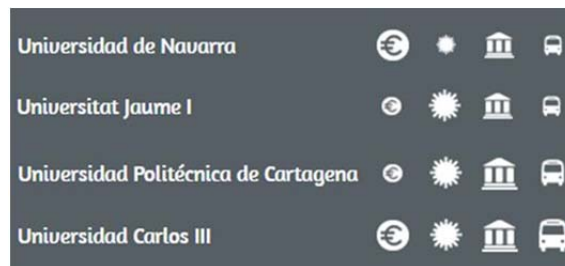 Universidad de Navarra
Universitat Jaume I
Universidad Politécnica de Cartagena
Universidad Carlos III